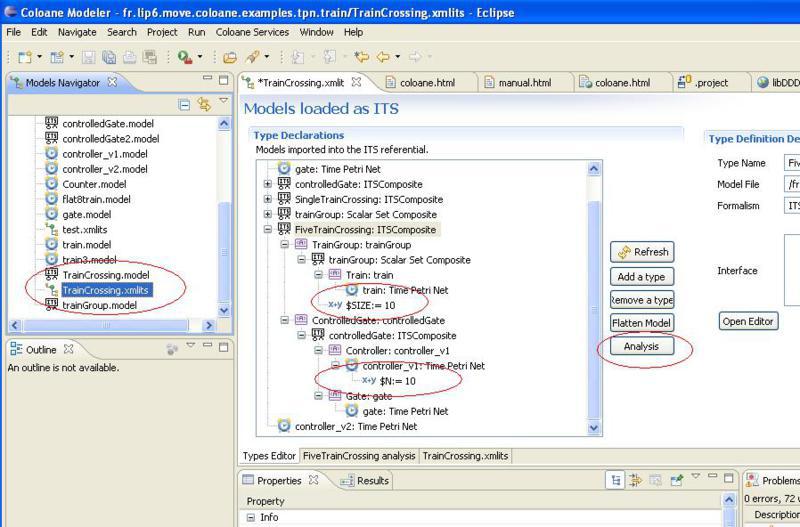 Coloane Modeler - fr.lip6.move.coloane.examples.tpn.train/TrainCrossing.xmlits - Eclipse
File Edit Navigate Search Project Run Coloane Services Window Help
Models Navigator
controlledGate.model
controlledGate2.model
controller_v1.model
controller_v2.model
Counter.model
flat8train.model
gate.model
test.xmlits
train.model
train3.model
TrainCrossing.model
TrainCrossing.xmlits
trainGroup.model
Outline
An outline is not available.
*TrainCrossing.xmlit coloane.html manual.html coloane.html .project libDDD
Models loaded as ITS
Type Declarations
Models imported into the ITS referential.
gate: Time Petri Net
controlledGate: ITSComposite
SingleTrainCrossing: ITSComposite
trainGroup: Scalar Set Composite
FiveTrainCrossing: ITSComposite
TrainGroup: trainGroup
trainGroup: Scalar Set Composite
Train: train
train: Time Petri Net
x+y $SIZE:= 10
ControlledGate: controlledGate
controlledGate: ITSComposite
Controller: controller_v1
controller_v1: Time Petri Net
x+y $N:= 10
Gate: gate
gate: Time Petri Net
controller_v2: Time Petri Net
Refresh
Add a type
Remove a type
Flatten Model
Analysis
Type Definition De
Type Name Fiv
Model File /fr
Formalism ITS
Interface
Open Editor
Types Editor FiveTrainCrossing analysis TrainCrossing.xmlits
Properties Results
Property
Info
Problems
0 errors, 72 w
Description